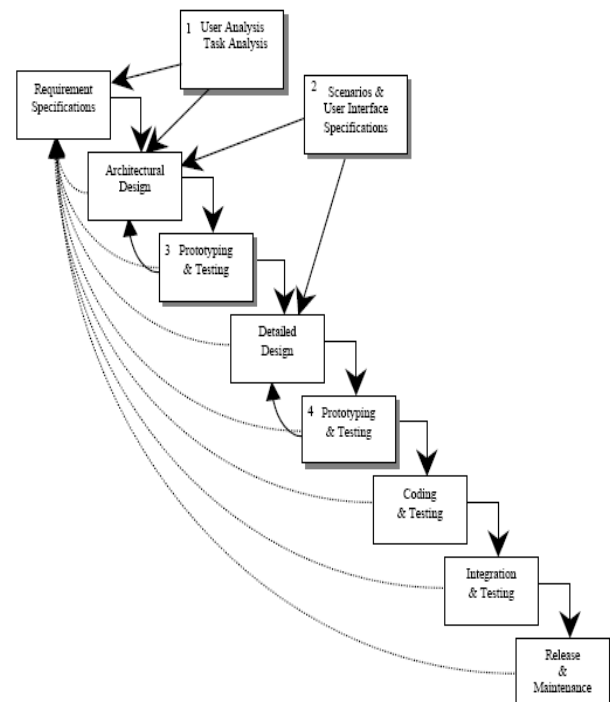 1 User Analysis
Task Analysis
Requirement
Specifications
2 Scenarios &
User Interface
Specifications
Architectural
Design
3 Prototyping
& Testing
Detailed
Design
4 Prototyping
& Testing
Coding
& Testing
Integration
& Testing
Release
&
Maintenance